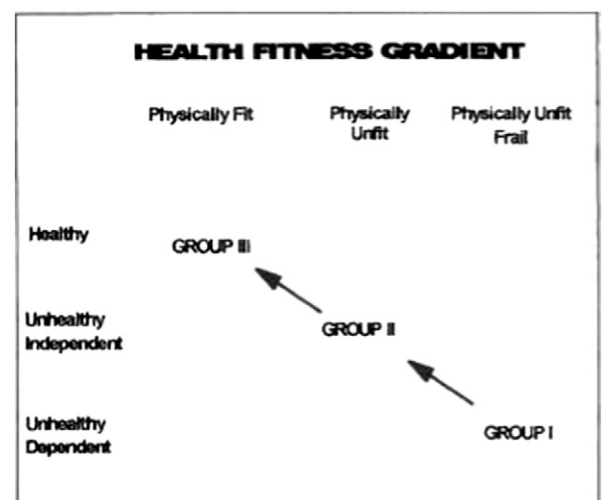 HEALTH FITNESS GRADIENT
Physically Fit Physically Unfit Physically Unfit Frail
Healthy
GROUP III
Unhealthy Independent
GROUP II
Unhealthy Dependent
GROUP I